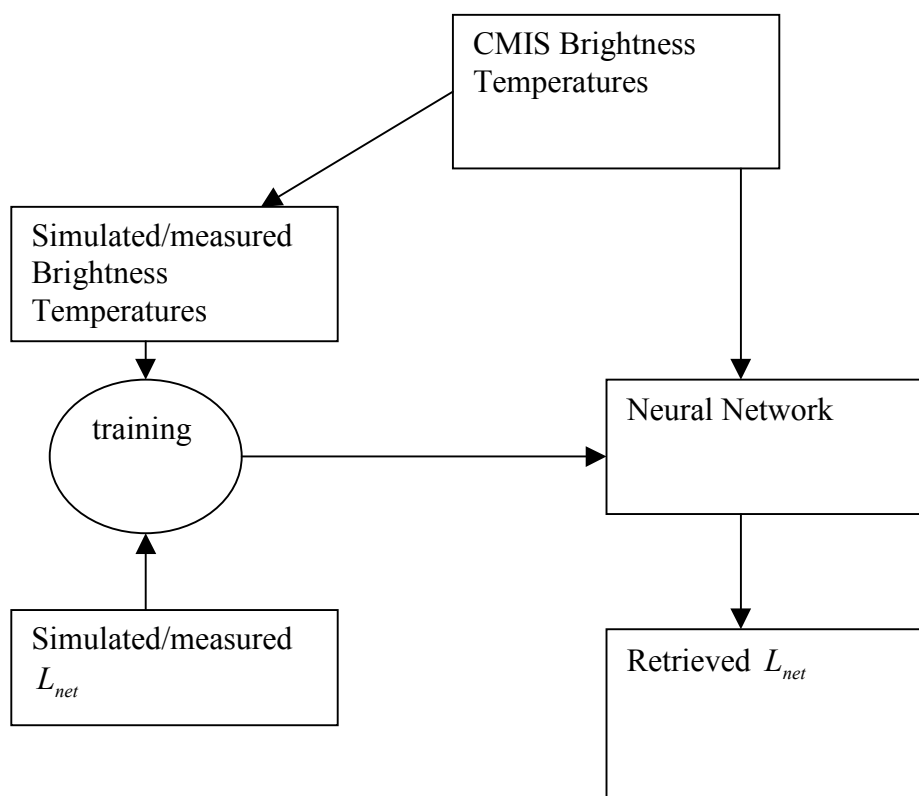 CMIS Brightness
Temperatures
Simulated/measured
Brightness
Temperatures
training
Neural Network
Simulated/measured
L_net
Retrieved L_net